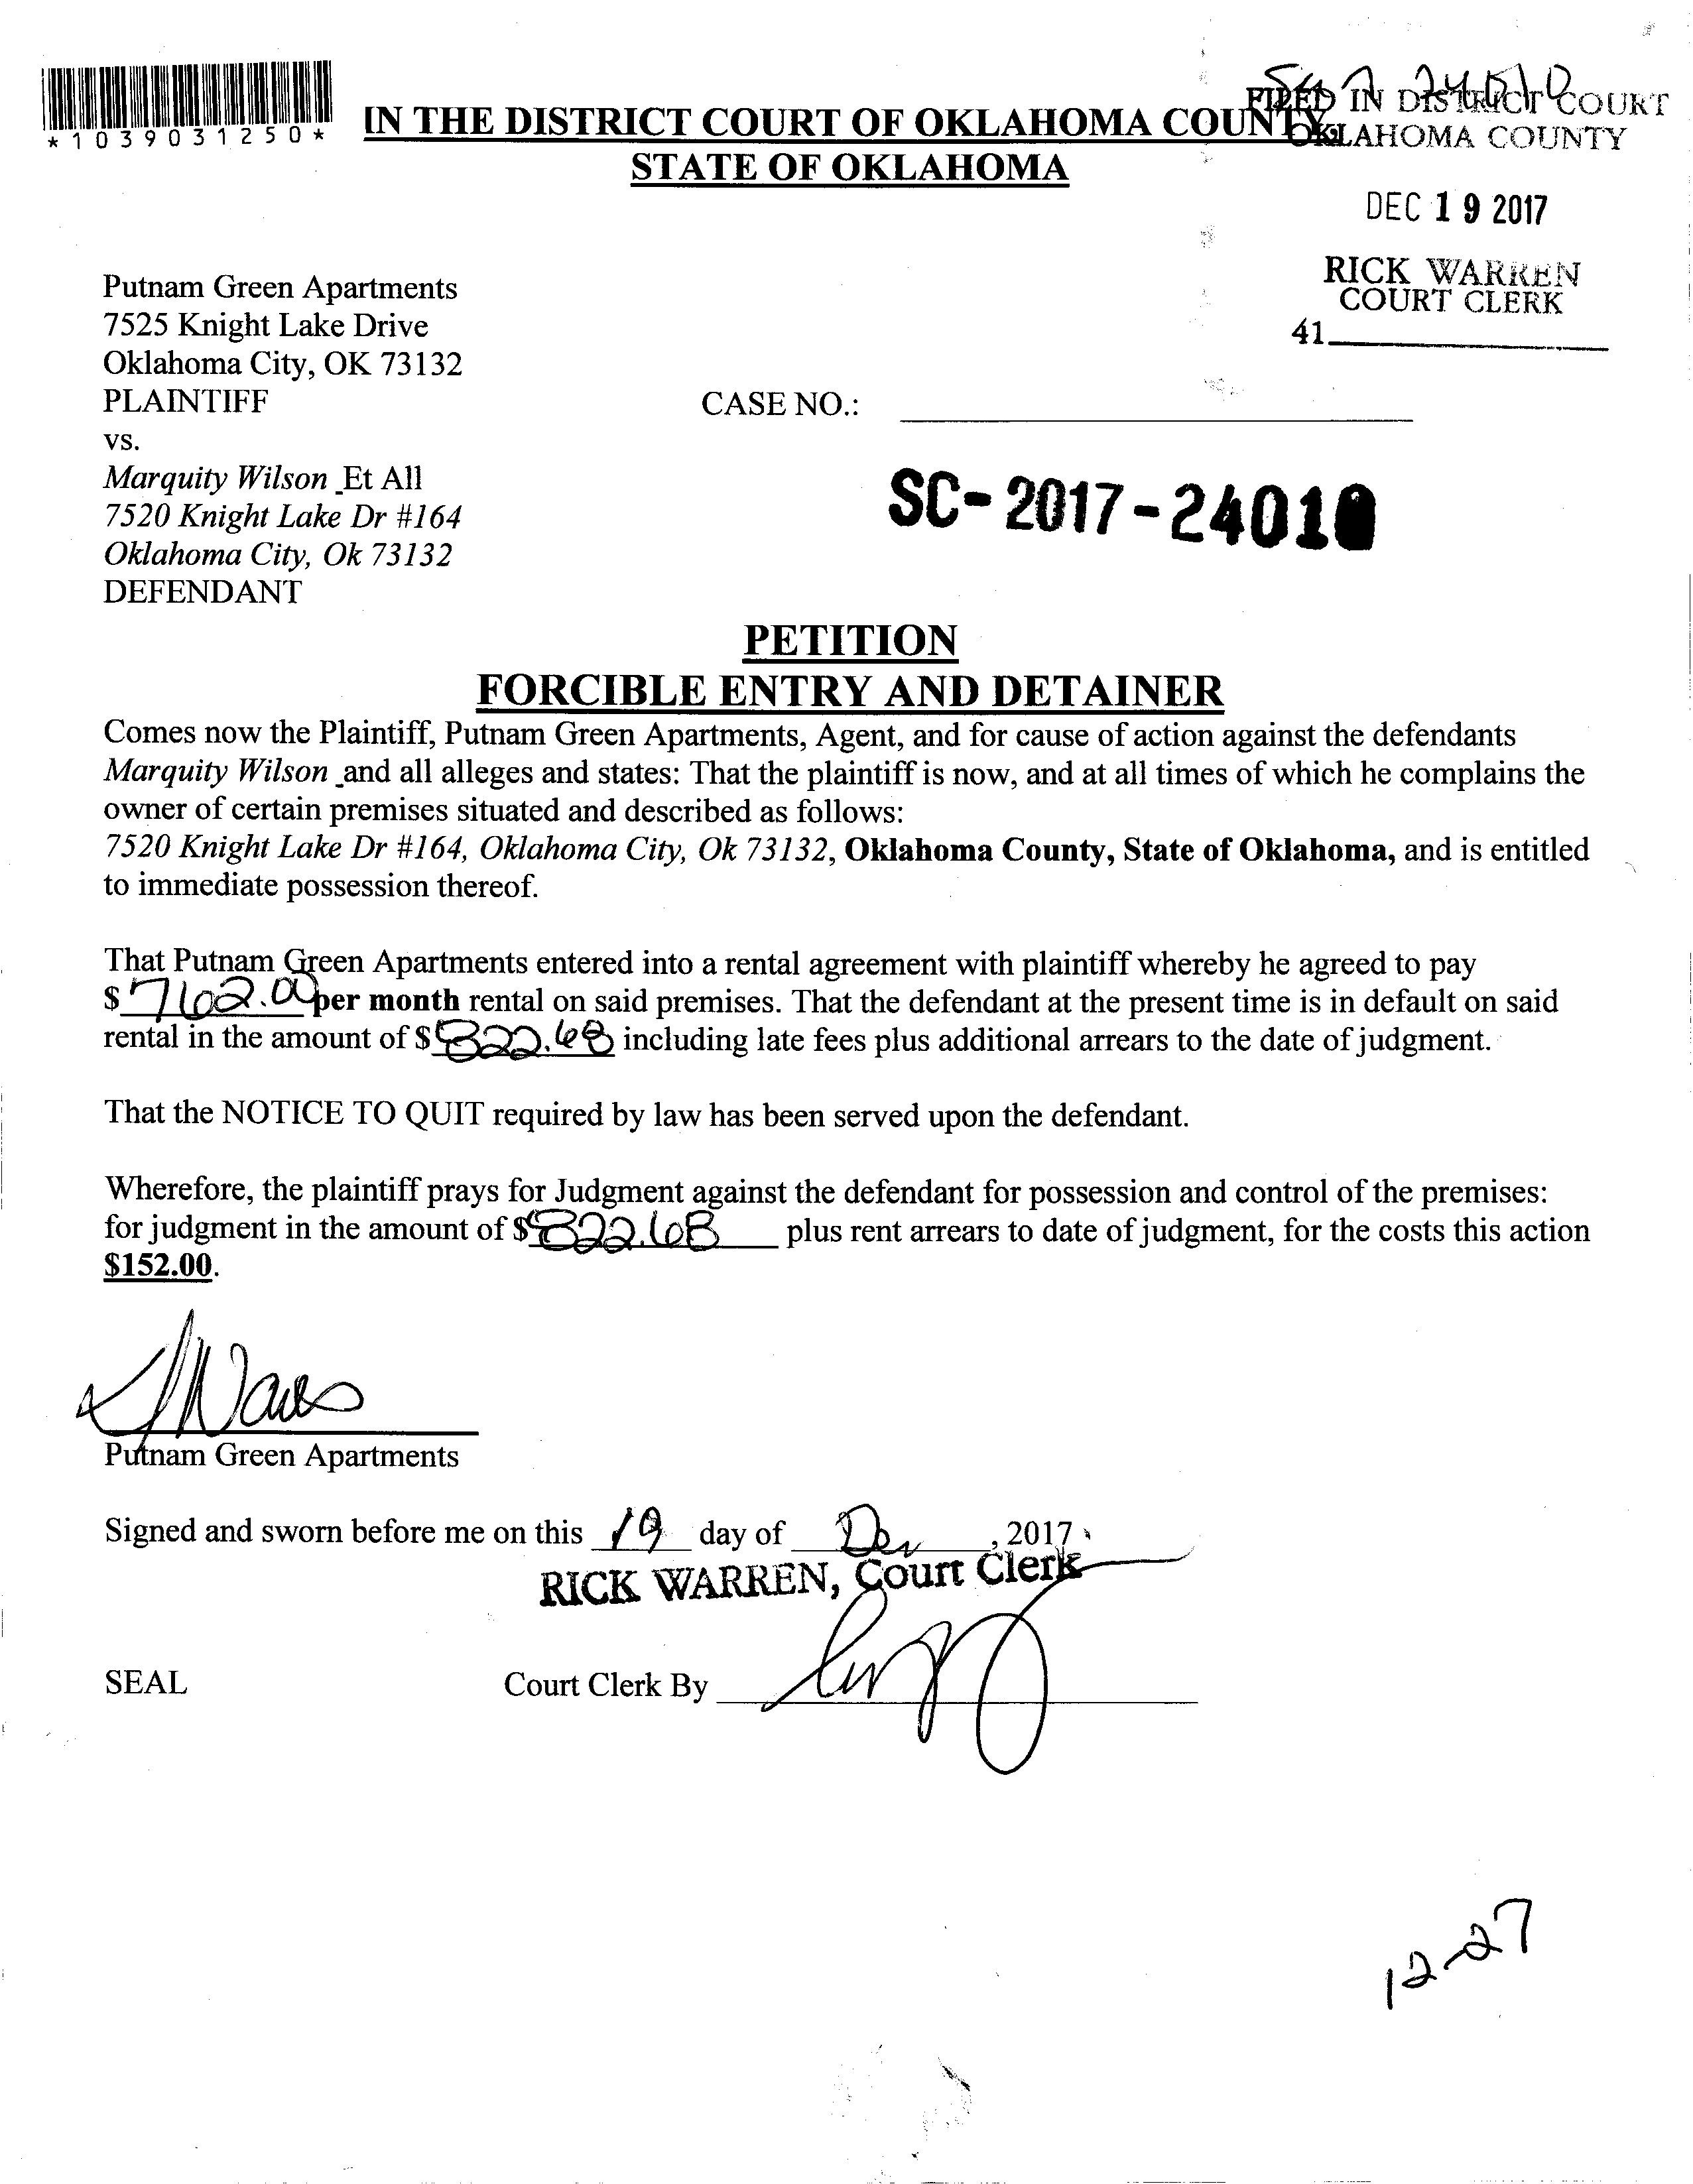 *1039031250*
IN THE DISTRICT COURT OF OKLAHOMA COUNTY
STATE OF OKLAHOMA
FILED IN DISTRICT COURT
OKLAHOMA COUNTY
DEC 19 2017
RICK WARREN
COURT CLERK
41
Putnam Green Apartments
7525 Knight Lake Drive
Oklahoma City, OK 73132
PLAINTIFF
CASE NO.:
vs.
Marquity Wilson _Et All
7520 Knight Lake Dr #164
Oklahoma City, Ok 73132
DEFENDANT
SC-2017-24010
PETITION
FORCIBLE ENTRY AND DETAINER
Comes now the Plaintiff, Putnam Green Apartments, Agent, and for cause of action against the defendants
Marquity Wilson _and all alleges and states: That the plaintiff is now, and at all times of which he complains the
owner of certain premises situated and described as follows:
7520 Knight Lake Dr #164, Oklahoma City, Ok 73132, Oklahoma County, State of Oklahoma, and is entitled
to immediate possession thereof.
That Putnam Green Apartments entered into a rental agreement with plaintiff whereby he agreed to pay
$ 762.00 per month rental on said premises. That the defendant at the present time is in default on said
rental in the amount of $ 822.68 including late fees plus additional arrears to the date of judgment.
That the NOTICE TO QUIT required by law has been served upon the defendant.
Wherefore, the plaintiff prays for Judgment against the defendant for possession and control of the premises:
for judgment in the amount of $ 822.68 plus rent arrears to date of judgment, for the costs this action
$152.00.
Putnam Green Apartments
Signed and sworn before me on this 19 day of Dec, 2017
RICK WARREN, Court Clerk
SEAL Court Clerk By
12-27